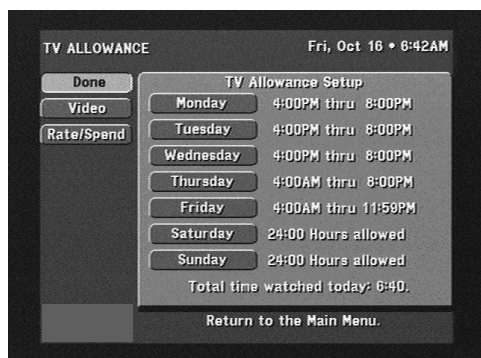 TV ALLOWANCE
Fri, Oct 16 • 6:42AM
Done
Video
Rate/Spend
TV Allowance Setup
Monday 4:00PM thru 8:00PM
Tuesday 4:00PM thru 8:00PM
Wednesday 4:00PM thru 8:00PM
Thursday 4:00AM thru 8:00PM
Friday 4:00AM thru 11:59PM
Saturday 24:00 Hours allowed
Sunday 24:00 Hours allowed
Total time watched today: 6:40.
Return to the Main Menu.